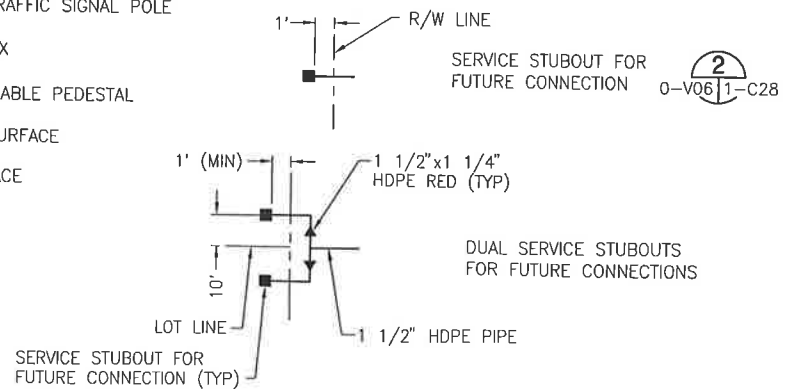 RAFFIC SIGNAL POLE
X
ABLE PEDESTAL
URFACE
ACE
1'
R/W LINE
SERVICE STUBOUT FOR
FUTURE CONNECTION
2
0-V06 1-C28
1' (MIN)
1 1/2"x1 1/4"
HDPE RED (TYP)
10'
DUAL SERVICE STUBOUTS
FOR FUTURE CONNECTIONS
LOT LINE
1 1/2" HDPE PIPE
SERVICE STUBOUT FOR
FUTURE CONNECTION (TYP)